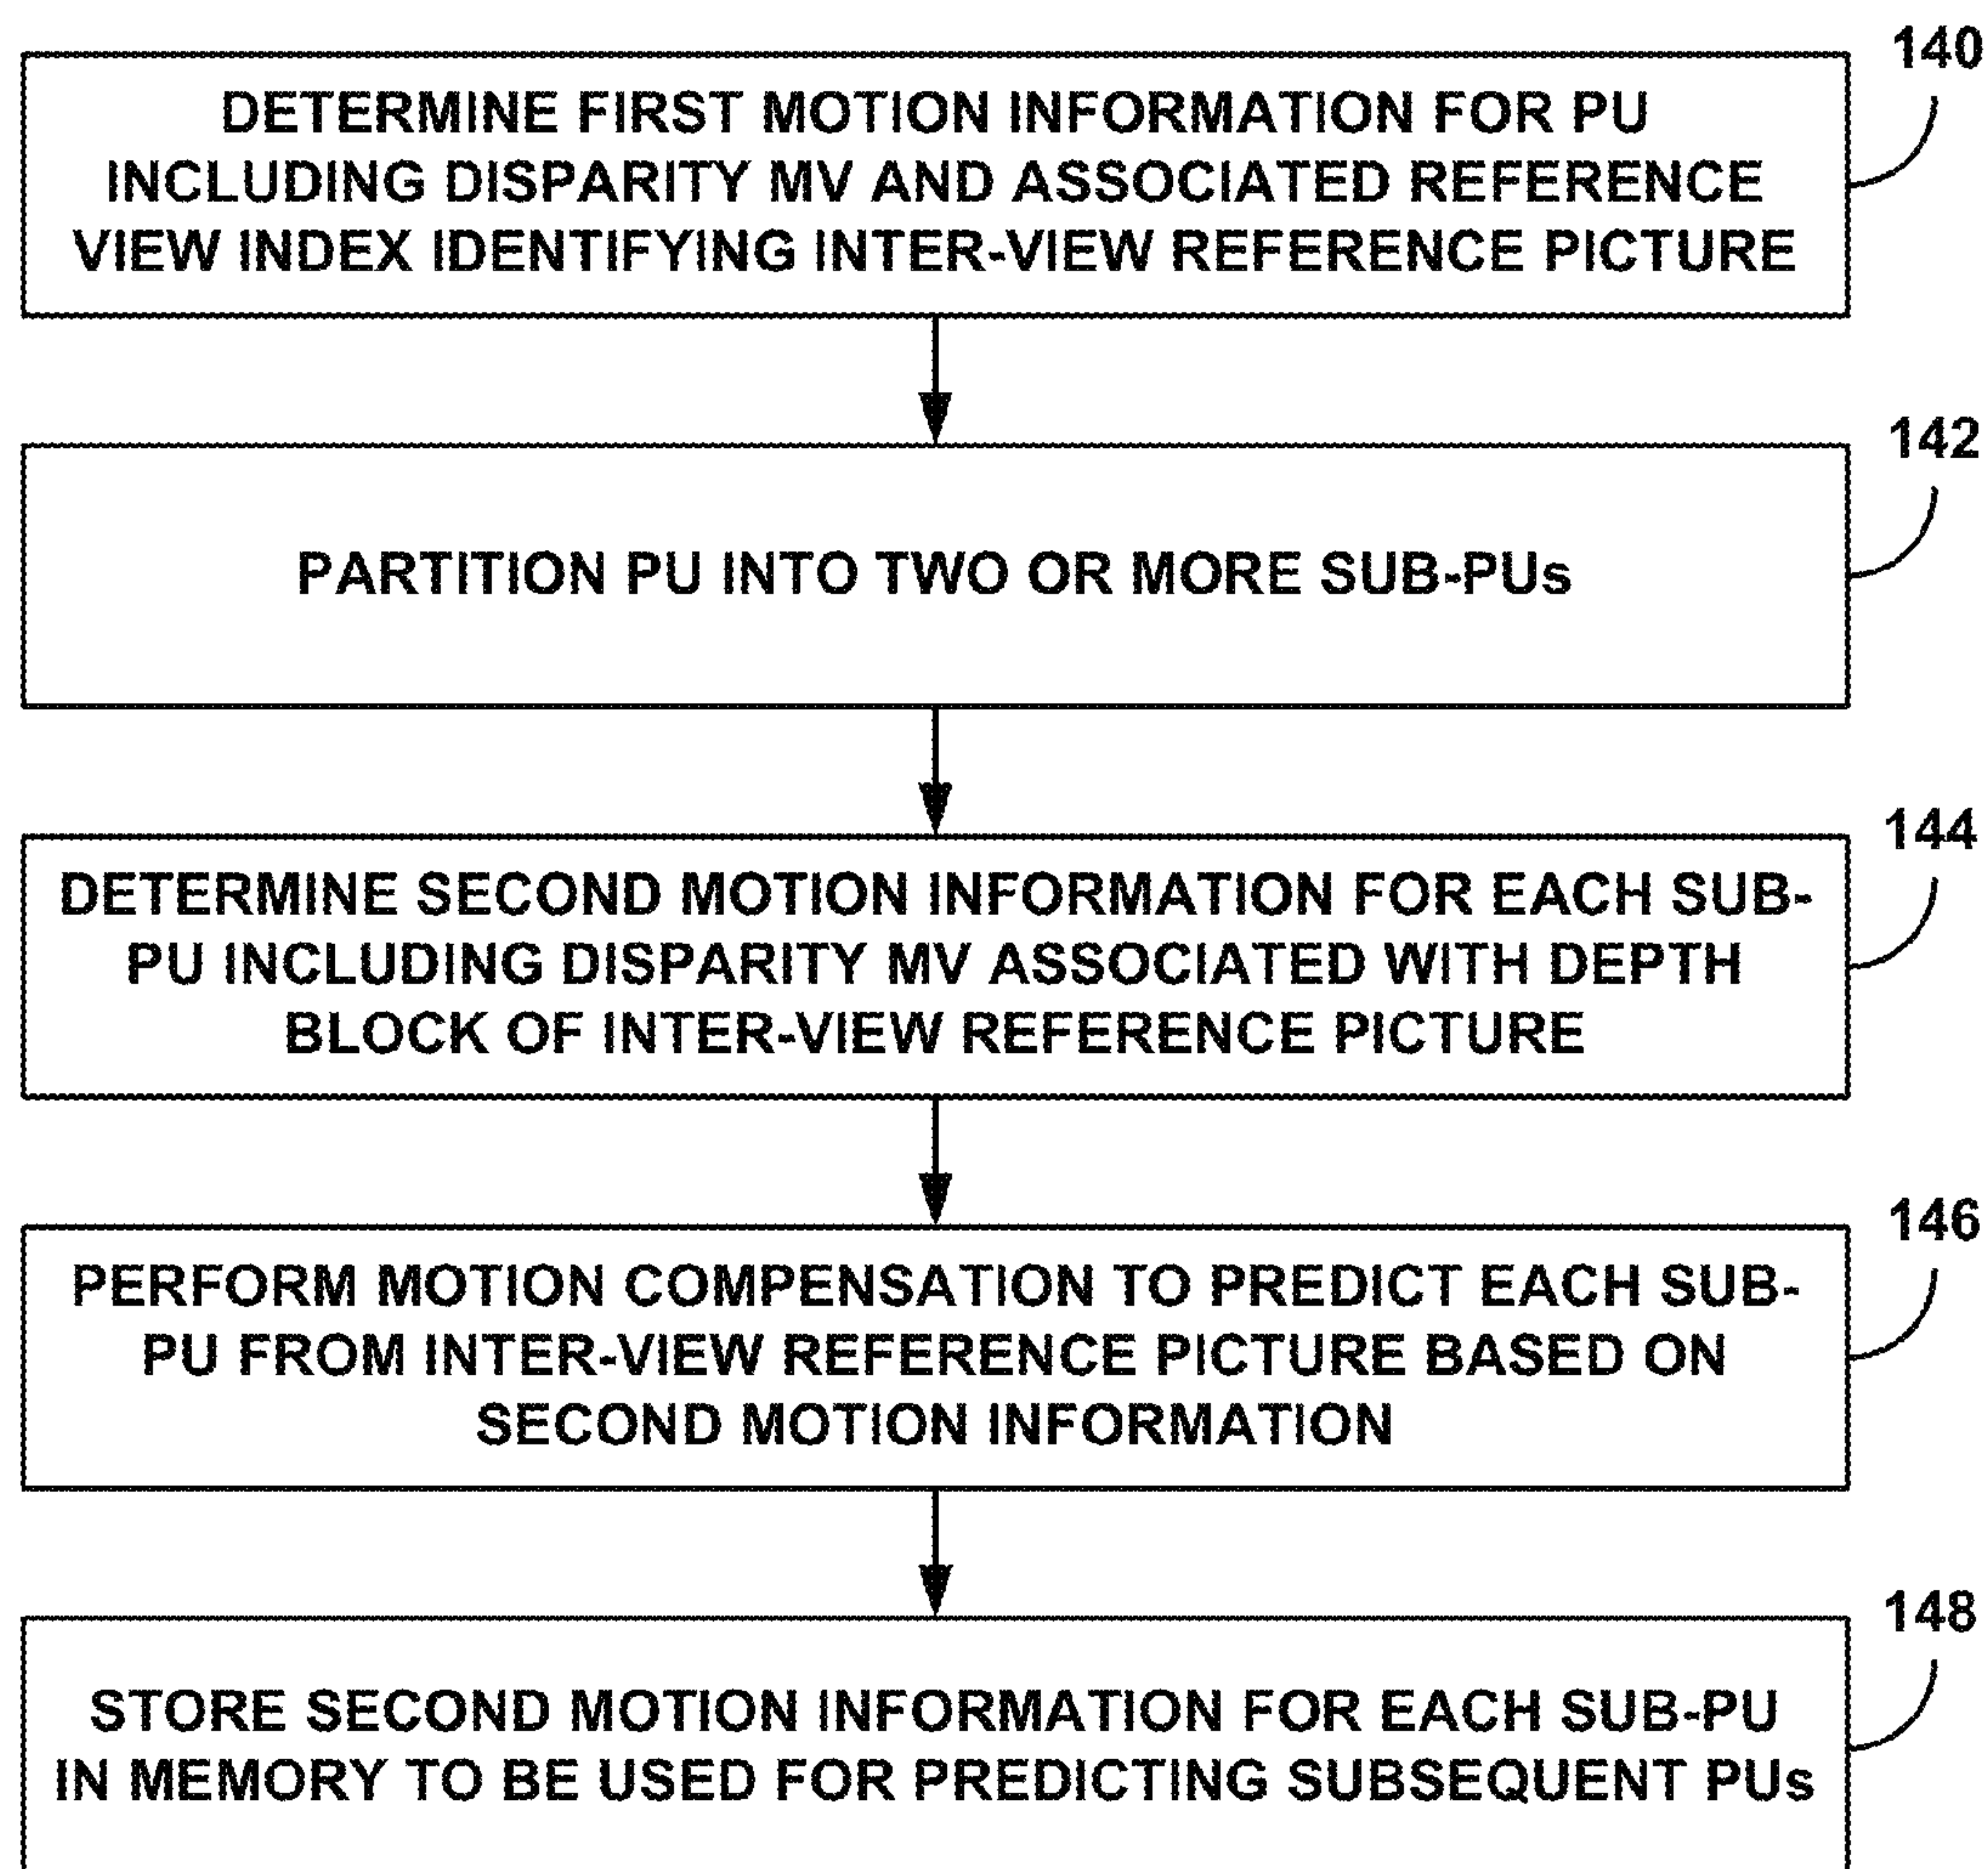 140
DETERMINE FIRST MOTION INFORMATION FOR PU
INCLUDING DISPARITY MV AND ASSOCIATED REFERENCE
VIEW INDEX IDENTIFYING INTER-VIEW REFERENCE PICTURE
142
PARTITION PU INTO TWO OR MORE SUB-PUs
144
DETERMINE SECOND MOTION INFORMATION FOR EACH SUB-
PU INCLUDING DISPARITY MV ASSOCIATED WITH DEPTH
BLOCK OF INTER-VIEW REFERENCE PICTURE
146
PERFORM MOTION COMPENSATION TO PREDICT EACH SUB-
PU FROM INTER-VIEW REFERENCE PICTURE BASED ON
SECOND MOTION INFORMATION
148
STORE SECOND MOTION INFORMATION FOR EACH SUB-PU
IN MEMORY TO BE USED FOR PREDICTING SUBSEQUENT PUs